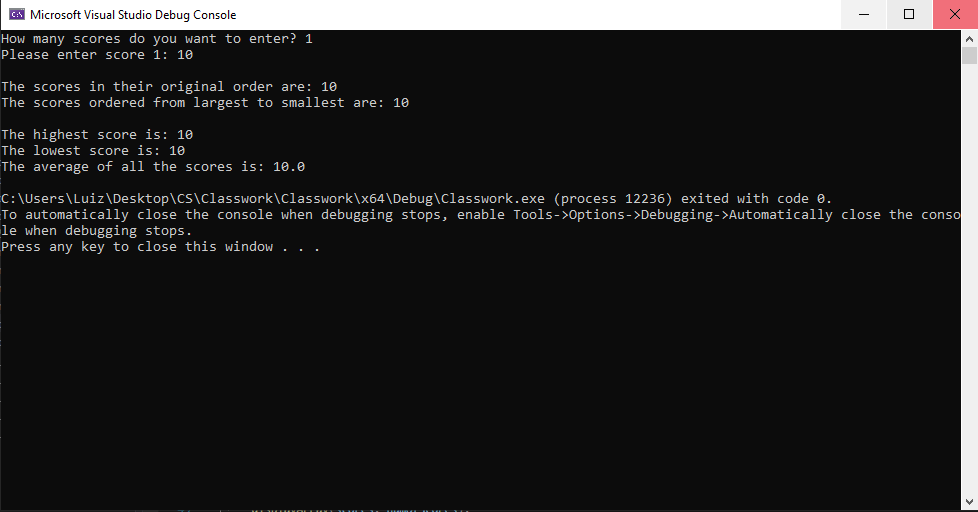 Microsoft Visual Studio Debug Console
How many scores do you want to enter? 1
Please enter score 1: 10
The scores in their original order are: 10
The scores ordered from largest to smallest are: 10
The highest score is: 10
The lowest score is: 10
The average of all the scores is: 10.0
C:\Users\Luiz\Desktop\CS\Classwork\Classwork\x64\Debug\Classwork.exe (process 12236) exited with code 0.
To automatically close the console when debugging stops, enable Tools->Options->Debugging->Automatically close the conso
le when debugging stops.
Press any key to close this window . . .